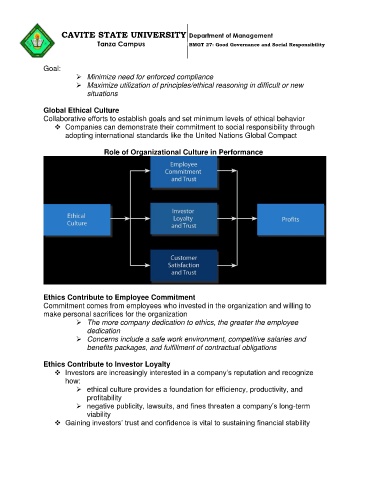 CAVITE STATE UNIVERSITY Department of Management
Tanza Campus BMGT 27- Good Governance and Social Responsibility
Goal:
➢ Minimize need for enforced compliance
➢ Maximize utilization of principles/ethical reasoning in difficult or new
situations
Global Ethical Culture
Collaborative efforts to establish goals and set minimum levels of ethical behavior
❖ Companies can demonstrate their commitment to social responsibility through
adopting international standards like the United Nations Global Compact
Role of Organizational Culture in Performance
Employee
Commitment
and Trust
Ethical
Culture
Investor
Loyalty
and Trust
Profits
Customer
Satisfaction
and Trust
Ethics Contribute to Employee Commitment
Commitment comes from employees who invested in the organization and willing to
make personal sacrifices for the organization
➢ The more company dedication to ethics, the greater the employee
dedication
➢ Concerns include a safe work environment, competitive salaries and
benefits packages, and fulfillment of contractual obligations
Ethics Contribute to Investor Loyalty
❖ Investors are increasingly interested in a company's reputation and recognize
how:
➢ ethical culture provides a foundation for efficiency, productivity, and
profitability
➢ negative publicity, lawsuits, and fines threaten a company's long-term
viability
❖ Gaining investors' trust and confidence is vital to sustaining financial stability